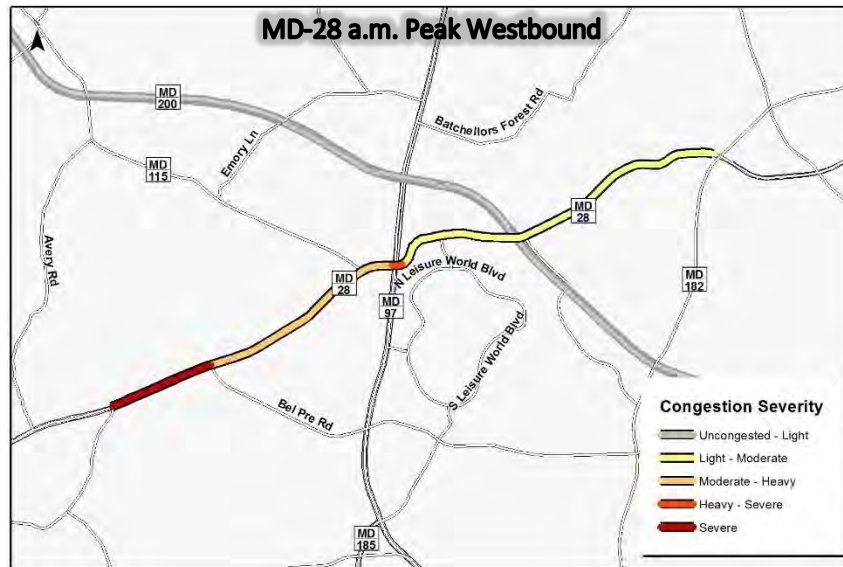 MD-28 a.m. Peak Westbound
MD
200
Batchellors Forest Rd
Emory Ln
MD
115
MD
28
Avery Rd
N Leisure World Blvd
MD
28
MD
182
MD
97
S Leisure World Blvd
Bel Pre Rd
MD
185
Congestion Severity
Uncongested - Light
Light - Moderate
Moderate - Heavy
Heavy - Severe
Severe